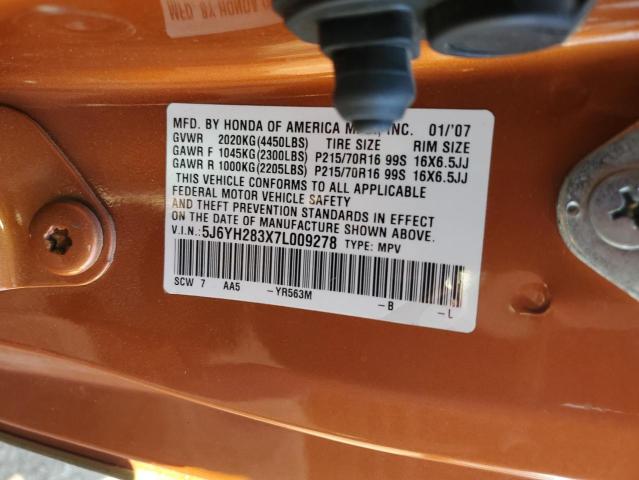 MFD. BY HONDA O
MFD. BY HONDA OF AMERICA INC. 01/'07
GVWR 2020KG(4450LBS) TIRE SIZE RIM SIZE
GAWR F 1045KG(2300LBS) P215/70R16 99S 16X6.5JJ
GAWR R 1000KG(2205LBS) P215/70R16 99S 16X6.5JJ
THIS VEHICLE CONFORMS TO ALL APPLICABLE
FEDERAL MOTOR VEHICLE SAFETY
AND THEFT PREVENTION STANDARDS IN EFFECT
ON THE DATE OF MANUFACTURE SHOWN ABOVE.
V.I.N.: 5J6YH283X7L009278 TYPE: MPV
SCW 7 AA5 -YR563M -B -L